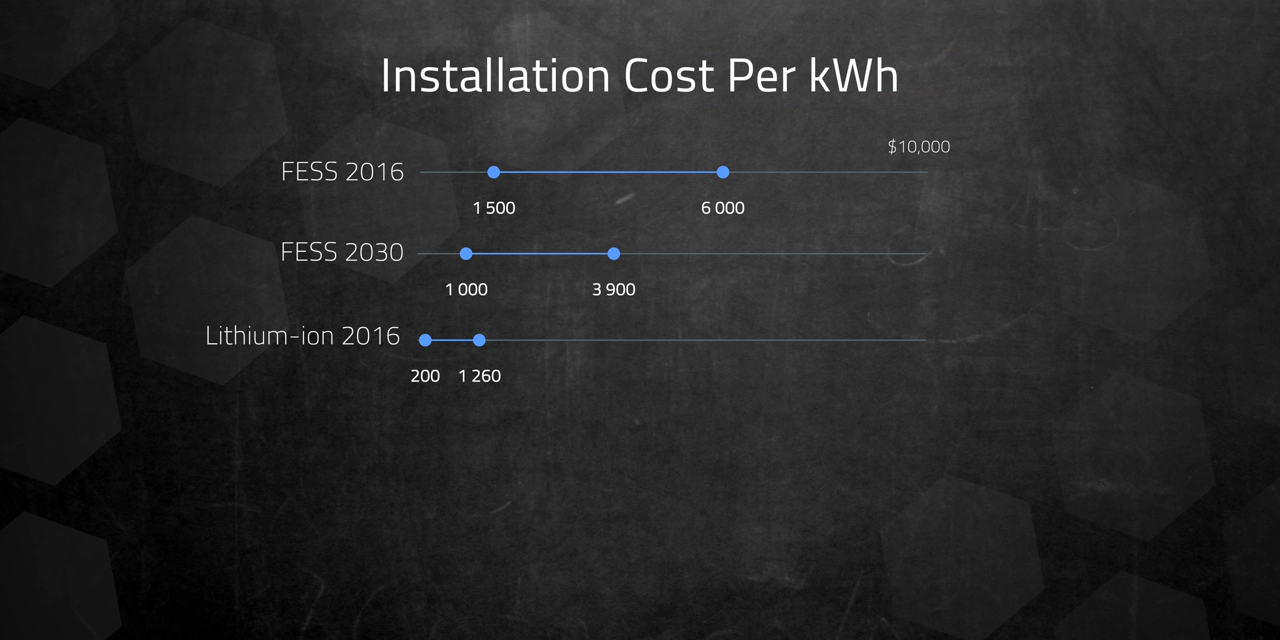 Installation Cost Per kWh
$10,000
FESS 2016
1 500 6 000
FESS 2030
1 000 3 900
Lithium-ion 2016
200 1 260